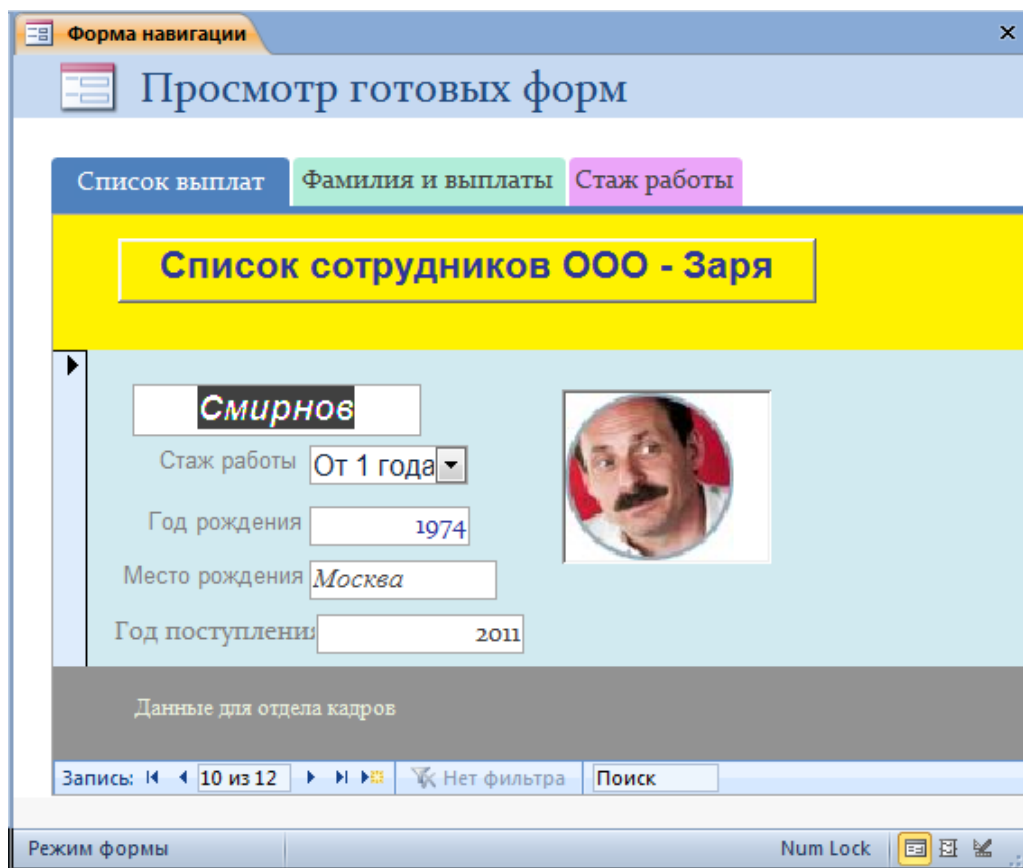 Форма навигации
Просмотр готовых форм
Список выплат Фамилия и выплаты Стаж работы
Список сотрудников ООО - Заря
Смирнов
Стаж работы От 1 года
Год рождения 1974
Место рождения Москва
Год поступлени
2011
Данные для отдела кадров
Запись: 10 из 12 Нет фильтра Поиск
Режим формы Num Lock